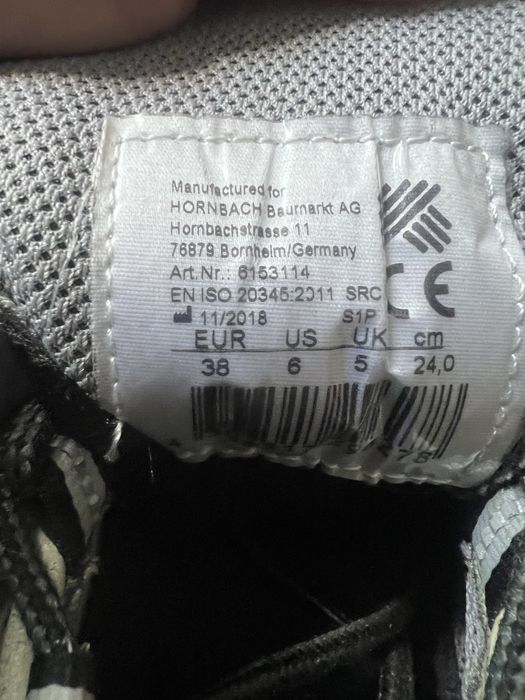 Manufactured for
HORNBACH Baumarkt AG
Hornbachstrasse 11
76879 Bornheim/Germany
Art.Nr.: 6153114
EN ISO 20345:2011 SRC
11/2018 S1P
CE
EUR US UK cm
38 6 5 24,0